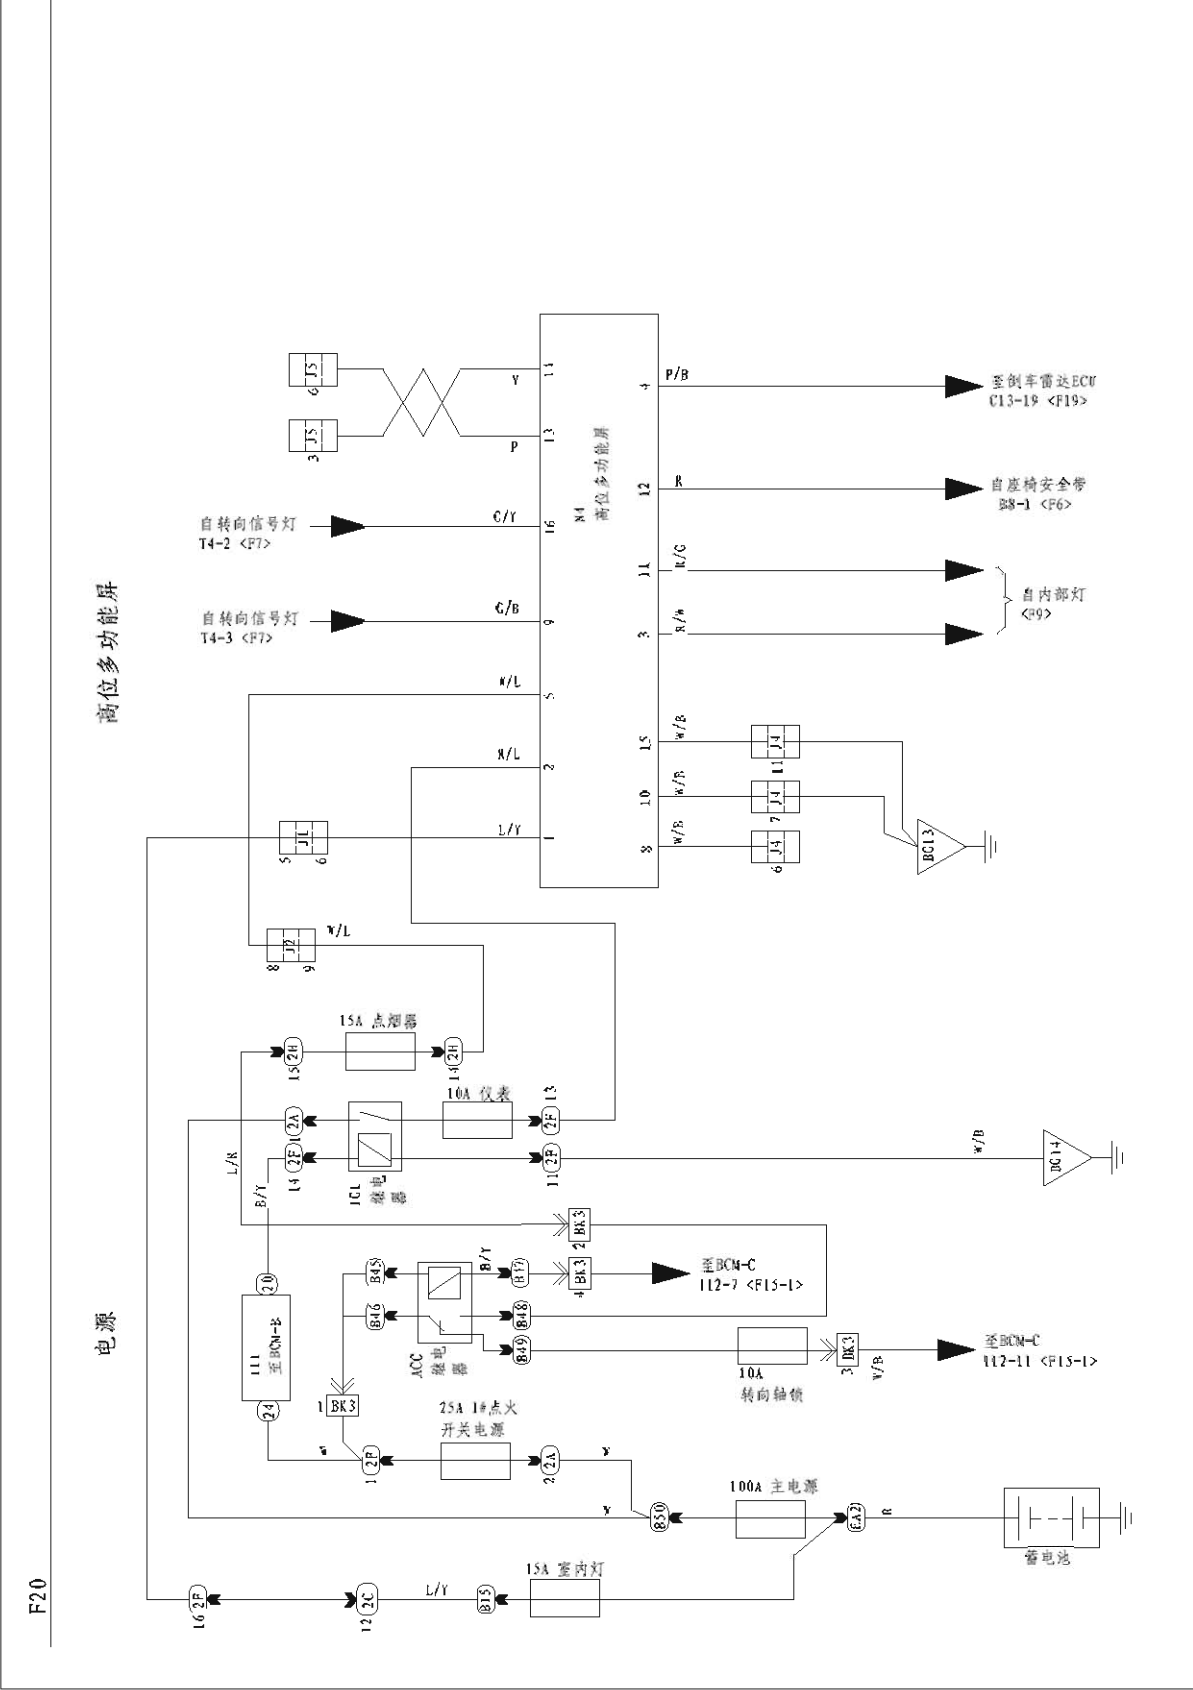 F20
电源
高位多功能屏
6
J5
3
J5
Y
14
P
13
自转向信号灯
T4-2 <F7>
G/Y
16
自转向信号灯
T4-3 <F7>
G/B
9
W/L
5
W/L
2
5
6
L/Y
1
N4
高位多功能屏
4
P/B
至倒车雷达ECU
C13-19 <F19>
12
R
自座椅安全带
B8-1 <F6>
11
R/G
3
R/W
自内部灯
<F9>
15
W/B
11
J4
10
W/B
7
J4
8
W/B
6
J4
BG13
8
J2
9
W/L
15A 点烟器
15
2H
14
2H
10A 仪表
1
2A
13
2F
14
2F
11
2F
L/R
B/Y
继电
器
W/B
BG14
2
BK3
B45
B/Y
B47
4
BK3
至BCM-C
I12-7 <F15-1>
B46
B48
B49
ACC
继电
器
20
至BCM-B
24
10A
转向轴锁
3
BK3
W/B
至BCM-C
I12-11 <F15-1>
1
BK3
25A 1#点火
开关电源
W
1
2F
2
2A
W
W
B50
100A 主电源
EA2
R
蓄电池
15A 室内灯
16
2F
12
2C
L/Y
B15